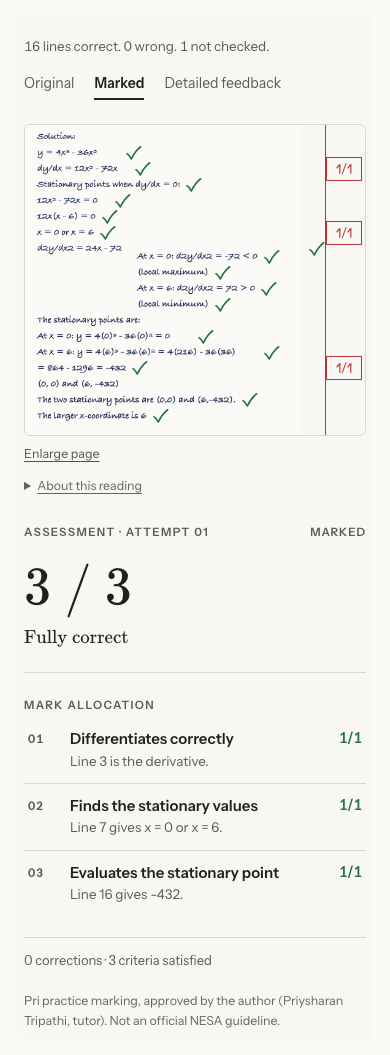 16 lines correct. 0 wrong. 1 not checked.
Original Marked Detailed feedback
Solution:
y = 4x³ - 36x²
dy/dx = 12x² - 72x
1/1
Stationary points when dy/dx = 0:
12x² - 72x = 0
12x(x - 6) = 0
x = 0 or x = 6
1/1
d2y/dx2 = 24x - 72
At x = 0: d2y/dx2 = -72 < 0
(local maximum)
At x = 6: d2y/dx2 = 72 > 0
(local minimum)
The stationary points are:
At x = 0: y = 4(0)³ - 36(0)² = 0
At x = 6: y = 4(6)³ - 36(6)² = 4(216) - 36(36)
= 864 - 1296 = -432
1/1
(0, 0) and (6, -432)
The two stationary points are (0,0) and (6,-432).
The larger x-coordinate is 6
Enlarge page
About this reading
ASSESSMENT · ATTEMPT 01 MARKED
3 / 3
Fully correct
MARK ALLOCATION
01 Differentiates correctly 1/1
Line 3 is the derivative.
02 Finds the stationary values 1/1
Line 7 gives x = 0 or x = 6.
03 Evaluates the stationary point 1/1
Line 16 gives -432.
0 corrections · 3 criteria satisfied
Pri practice marking, approved by the author (Priysharan
Tripathi, tutor). Not an official NESA guideline.